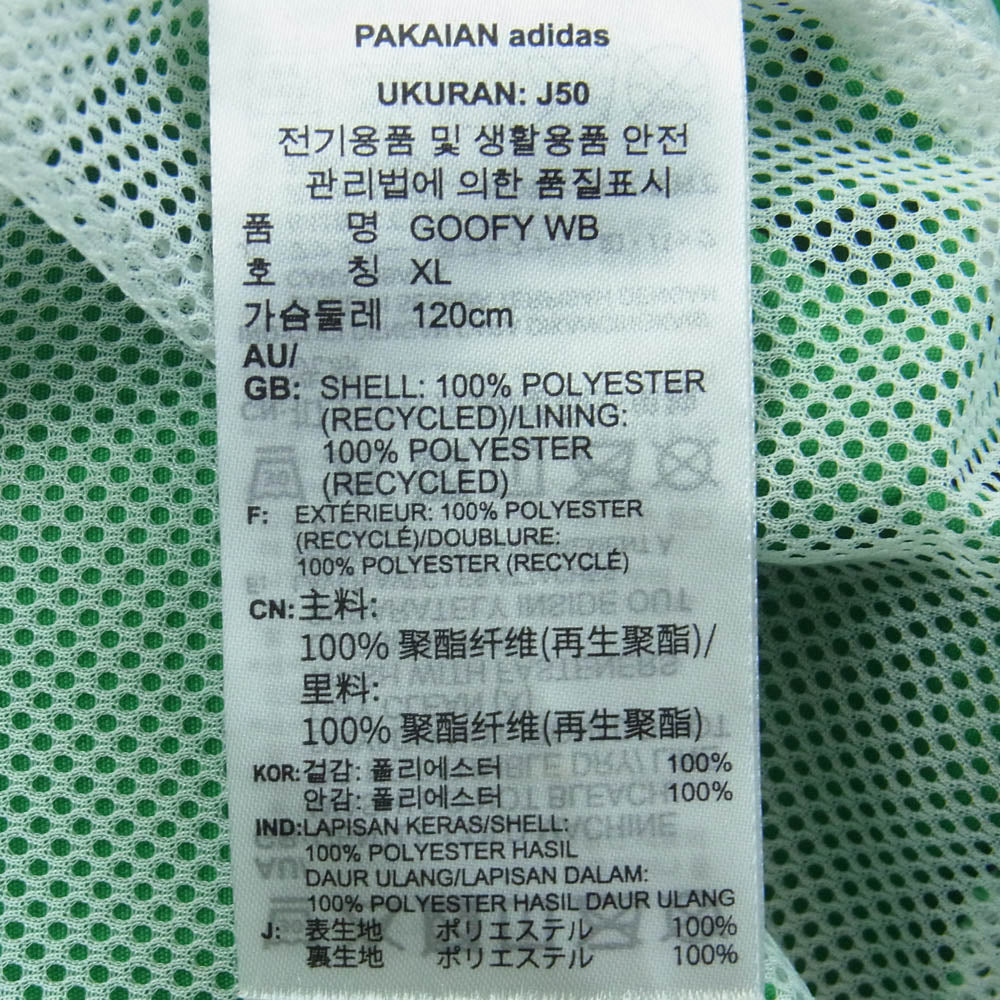 PAKAIAN adidas
UKURAN: J50
전기용품 및 생활용품 안전
관리법에 의한 품질표시
품 명 GOOFY WB
호 칭 XL
가슴둘레 120cm
AU/
GB: SHELL: 100% POLYESTER
(RECYCLED)/LINING:
100% POLYESTER
(RECYCLED)
F: EXTÉRIEUR: 100% POLYESTER
(RECYCLÉ)/DOUBLURE:
100% POLYESTER (RECYCLÉ)
CN: 主料:
100% 聚酯纤维(再生聚酯)/
里料:
100% 聚酯纤维(再生聚酯)
KOR: 겉감: 폴리에스터 100%
안감: 폴리에스터 100%
IND: LAPISAN KERAS/SHELL:
100% POLYESTER HASIL
DAUR ULANG/LAPISAN DALAM:
100% POLYESTER HASIL DAUR ULANG
J: 表生地 ポリエステル 100%
裏生地 ポリエステル 100%